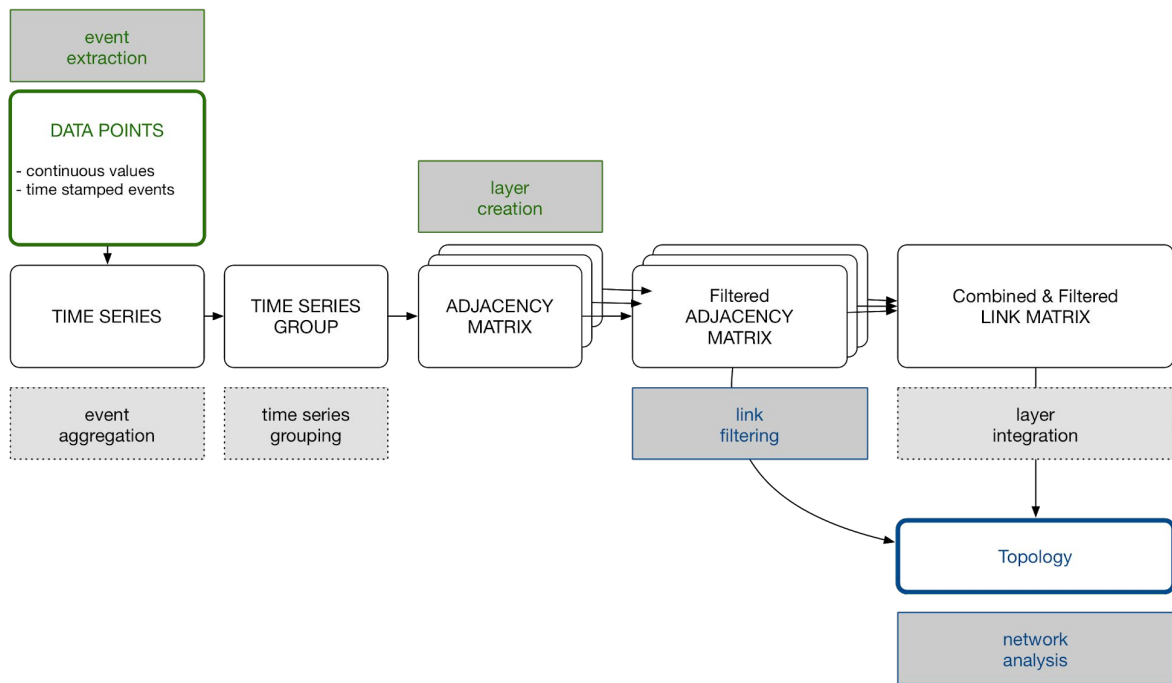 event
extraction
DATA POINTS
- continuous values
- time stamped events
layer
creation
TIME SERIES
TIME SERIES
GROUP
ADJACENCY
MATRIX
Filtered
ADJACENCY
MATRIX
Combined & Filtered
LINK MATRIX
event
aggregation
time series
grouping
link
filtering
layer
integration
Topology
network
analysis